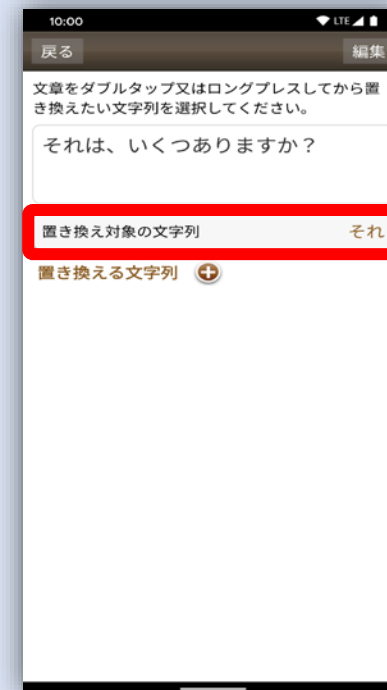 10:00 LTE
戻る 編集
文章をダブルタップ又はロングプレスしてから置
き換えたい文字列を選択してください。
それは、いくつありますか？
置き換え対象の文字列 それ
置き換える文字列